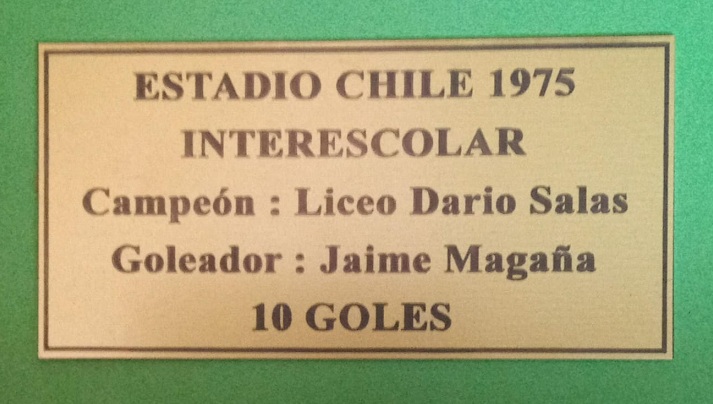 ESTADIO CHILE 1975
INTERESCOLAR
Campeón : Liceo Dario Salas
Goleador : Jaime Magaña
10 GOLES